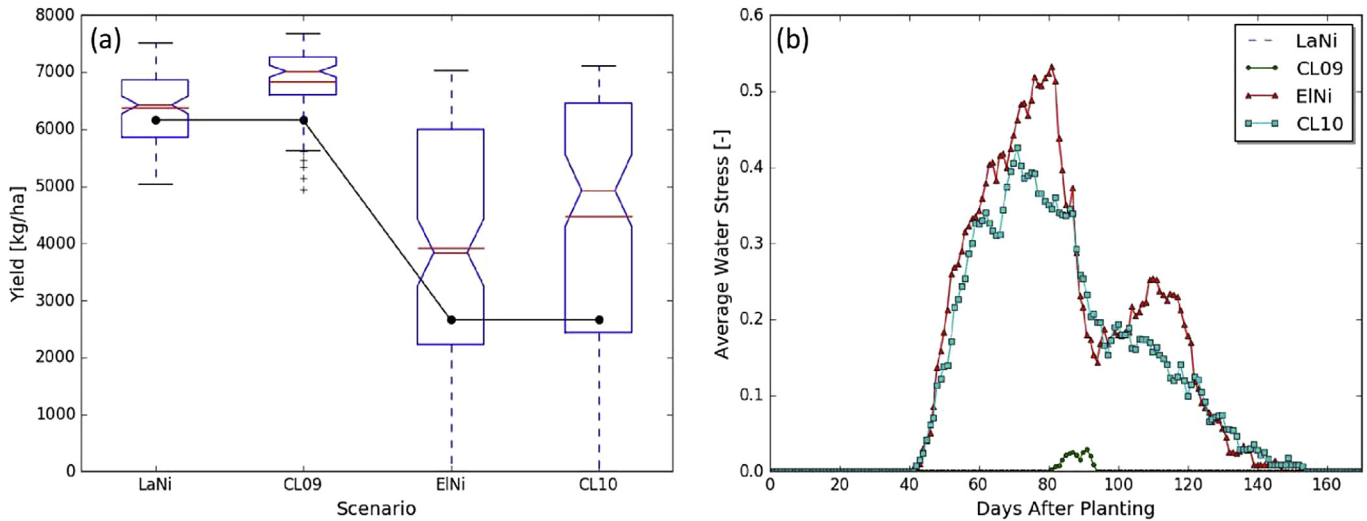 (a)
8000
7000
6000
5000
4000
3000
2000
1000
0
Yield [kg/ha]
LaNi CL09 ElNi CL10
Scenario
(b)
0.6
0.5
0.4
0.3
0.2
0.1
0.0
Average Water Stress [-]
0 20 40 60 80 100 120 140 160
Days After Planting
LaNi
CL09
ElNi
CL10